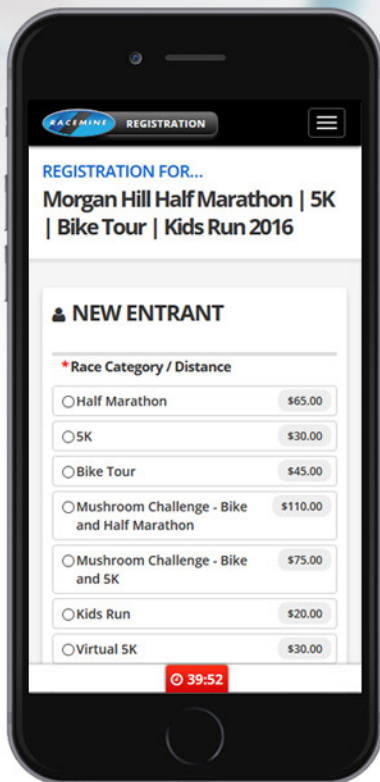 RACEMINE REGISTRATION
REGISTRATION FOR...
Morgan Hill Half Marathon | 5K
| Bike Tour | Kids Run 2016
NEW ENTRANT
*Race Category / Distance
Half Marathon $65.00
5K $30.00
Bike Tour $45.00
Mushroom Challenge - Bike $110.00
and Half Marathon
Mushroom Challenge - Bike $75.00
and 5K
Kids Run $20.00
Virtual 5K $30.00
39:52